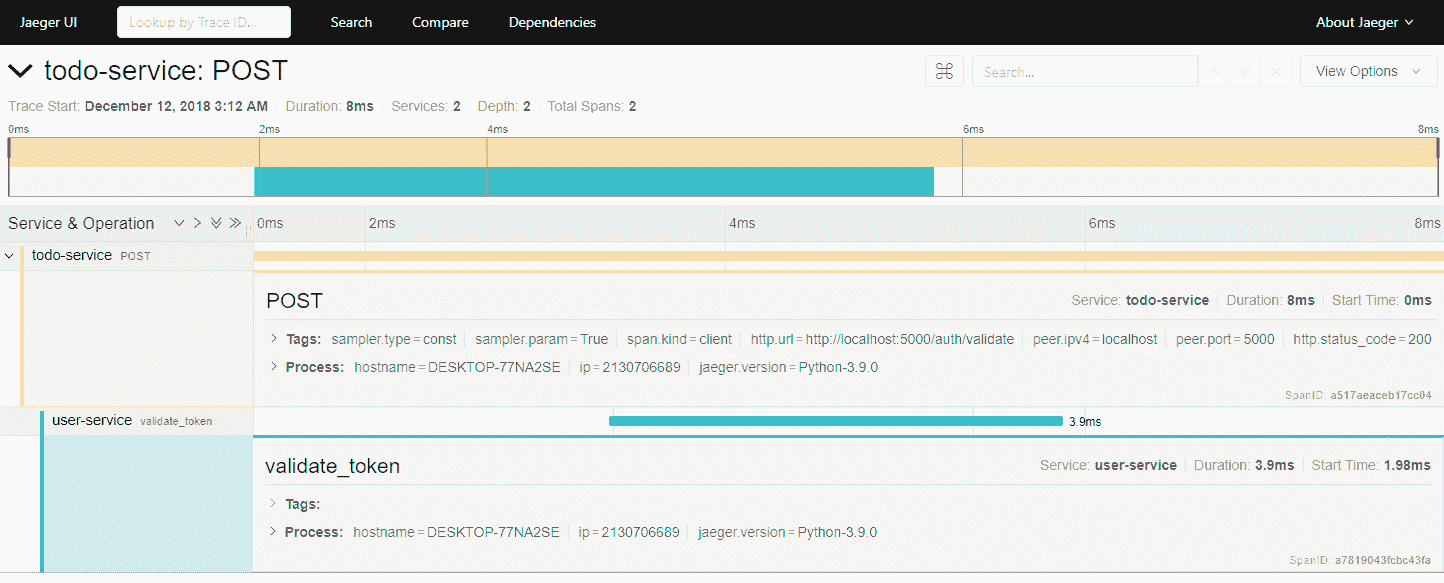 Jaeger UI Lookup by Trace ID... Search Compare Dependencies About Jaeger
todo-service: POST Search... View Options
Trace Start: December 12, 2018 3:12 AM Duration: 8ms Services: 2 Depth: 2 Total Spans: 2
0ms 2ms 4ms 6ms 8ms
Service & Operation 0ms 2ms 4ms 6ms 8ms
todo-service POST
POST Service: todo-service Duration: 8ms Start Time: 0ms
Tags: sampler.type = const sampler.param = True span.kind = client http.url = http://localhost:5000/auth/validate peer.ipv4 = localhost peer.port = 5000 http.status_code = 200
Process: hostname = DESKTOP-77NA2SE ip = 2130706689 jaeger.version = Python-3.9.0
SpanID: a517aeaceb17cc04
user-service validate_token 3.9ms
validate_token Service: user-service Duration: 3.9ms Start Time: 1.98ms
Tags:
Process: hostname = DESKTOP-77NA2SE ip = 2130706689 jaeger.version = Python-3.9.0
SpanID: a7819043fcbc43fa